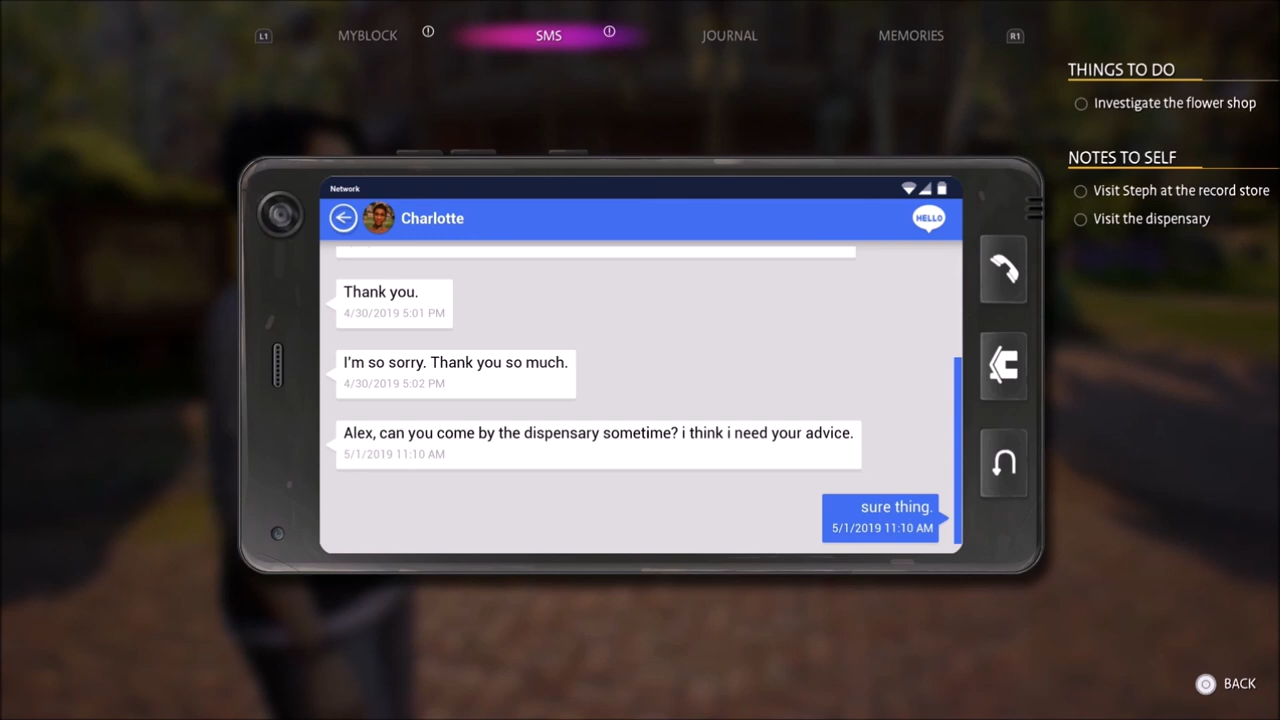 L1
MYBLOCK
SMS
JOURNAL
MEMORIES
R1
THINGS TO DO
Investigate the flower shop
NOTES TO SELF
Visit Steph at the record store
Visit the dispensary
Network
Charlotte
HELLO
Thank you.
4/30/2019 5:01 PM
I'm so sorry. Thank you so much.
4/30/2019 5:02 PM
Alex, can you come by the dispensary sometime? i think i need your advice.
5/1/2019 11:10 AM
sure thing.
5/1/2019 11:10 AM
BACK